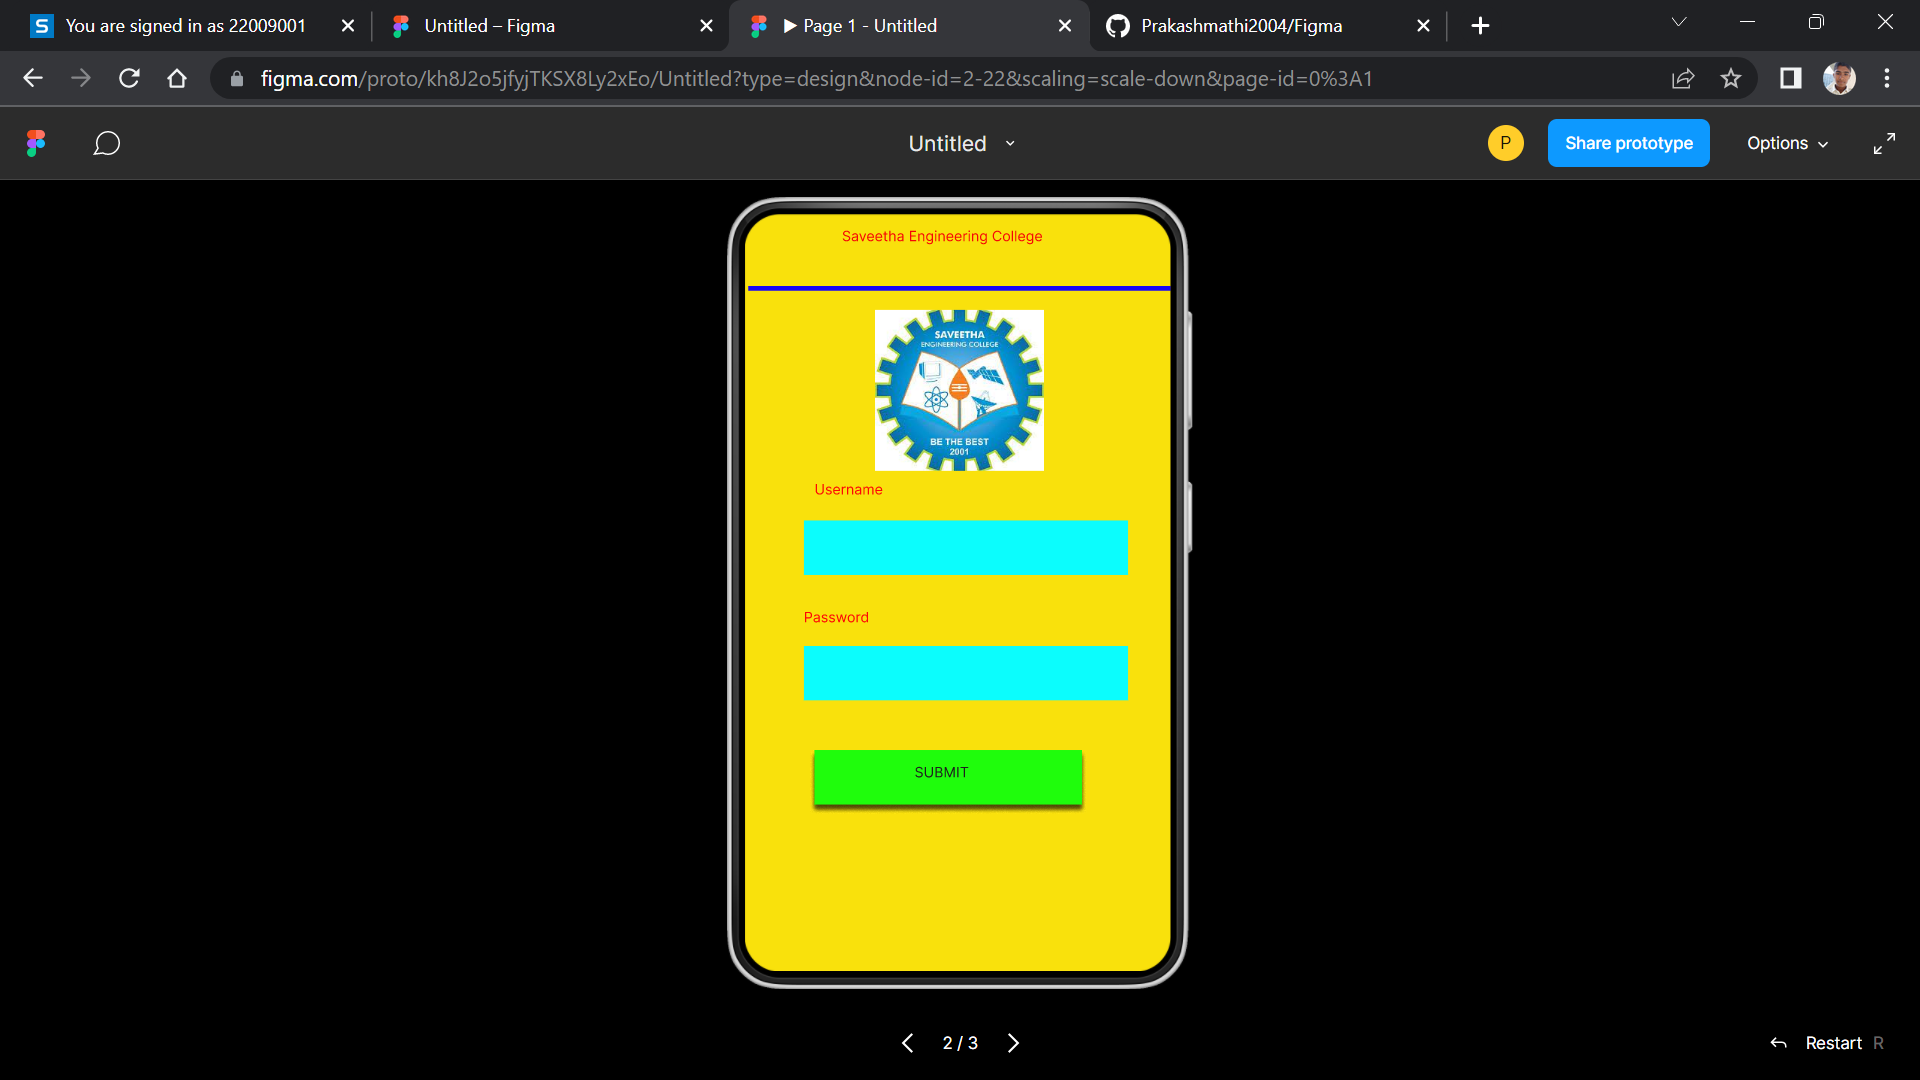 You are signed in as 22009001
Untitled – Figma
▶ Page 1 - Untitled
Prakashmathi2004/Figma
figma.com/proto/kh8J2o5jfyjTKSX8Ly2xEo/Untitled?type=design&node-id=2-22&scaling=scale-down&page-id=0%3A1
Untitled
P
Share prototype
Options
Saveetha Engineering College
SAVEETHA
ENGINEERING COLLEGE
BE THE BEST
2001
Username
Password
SUBMIT
2 / 3
Restart R